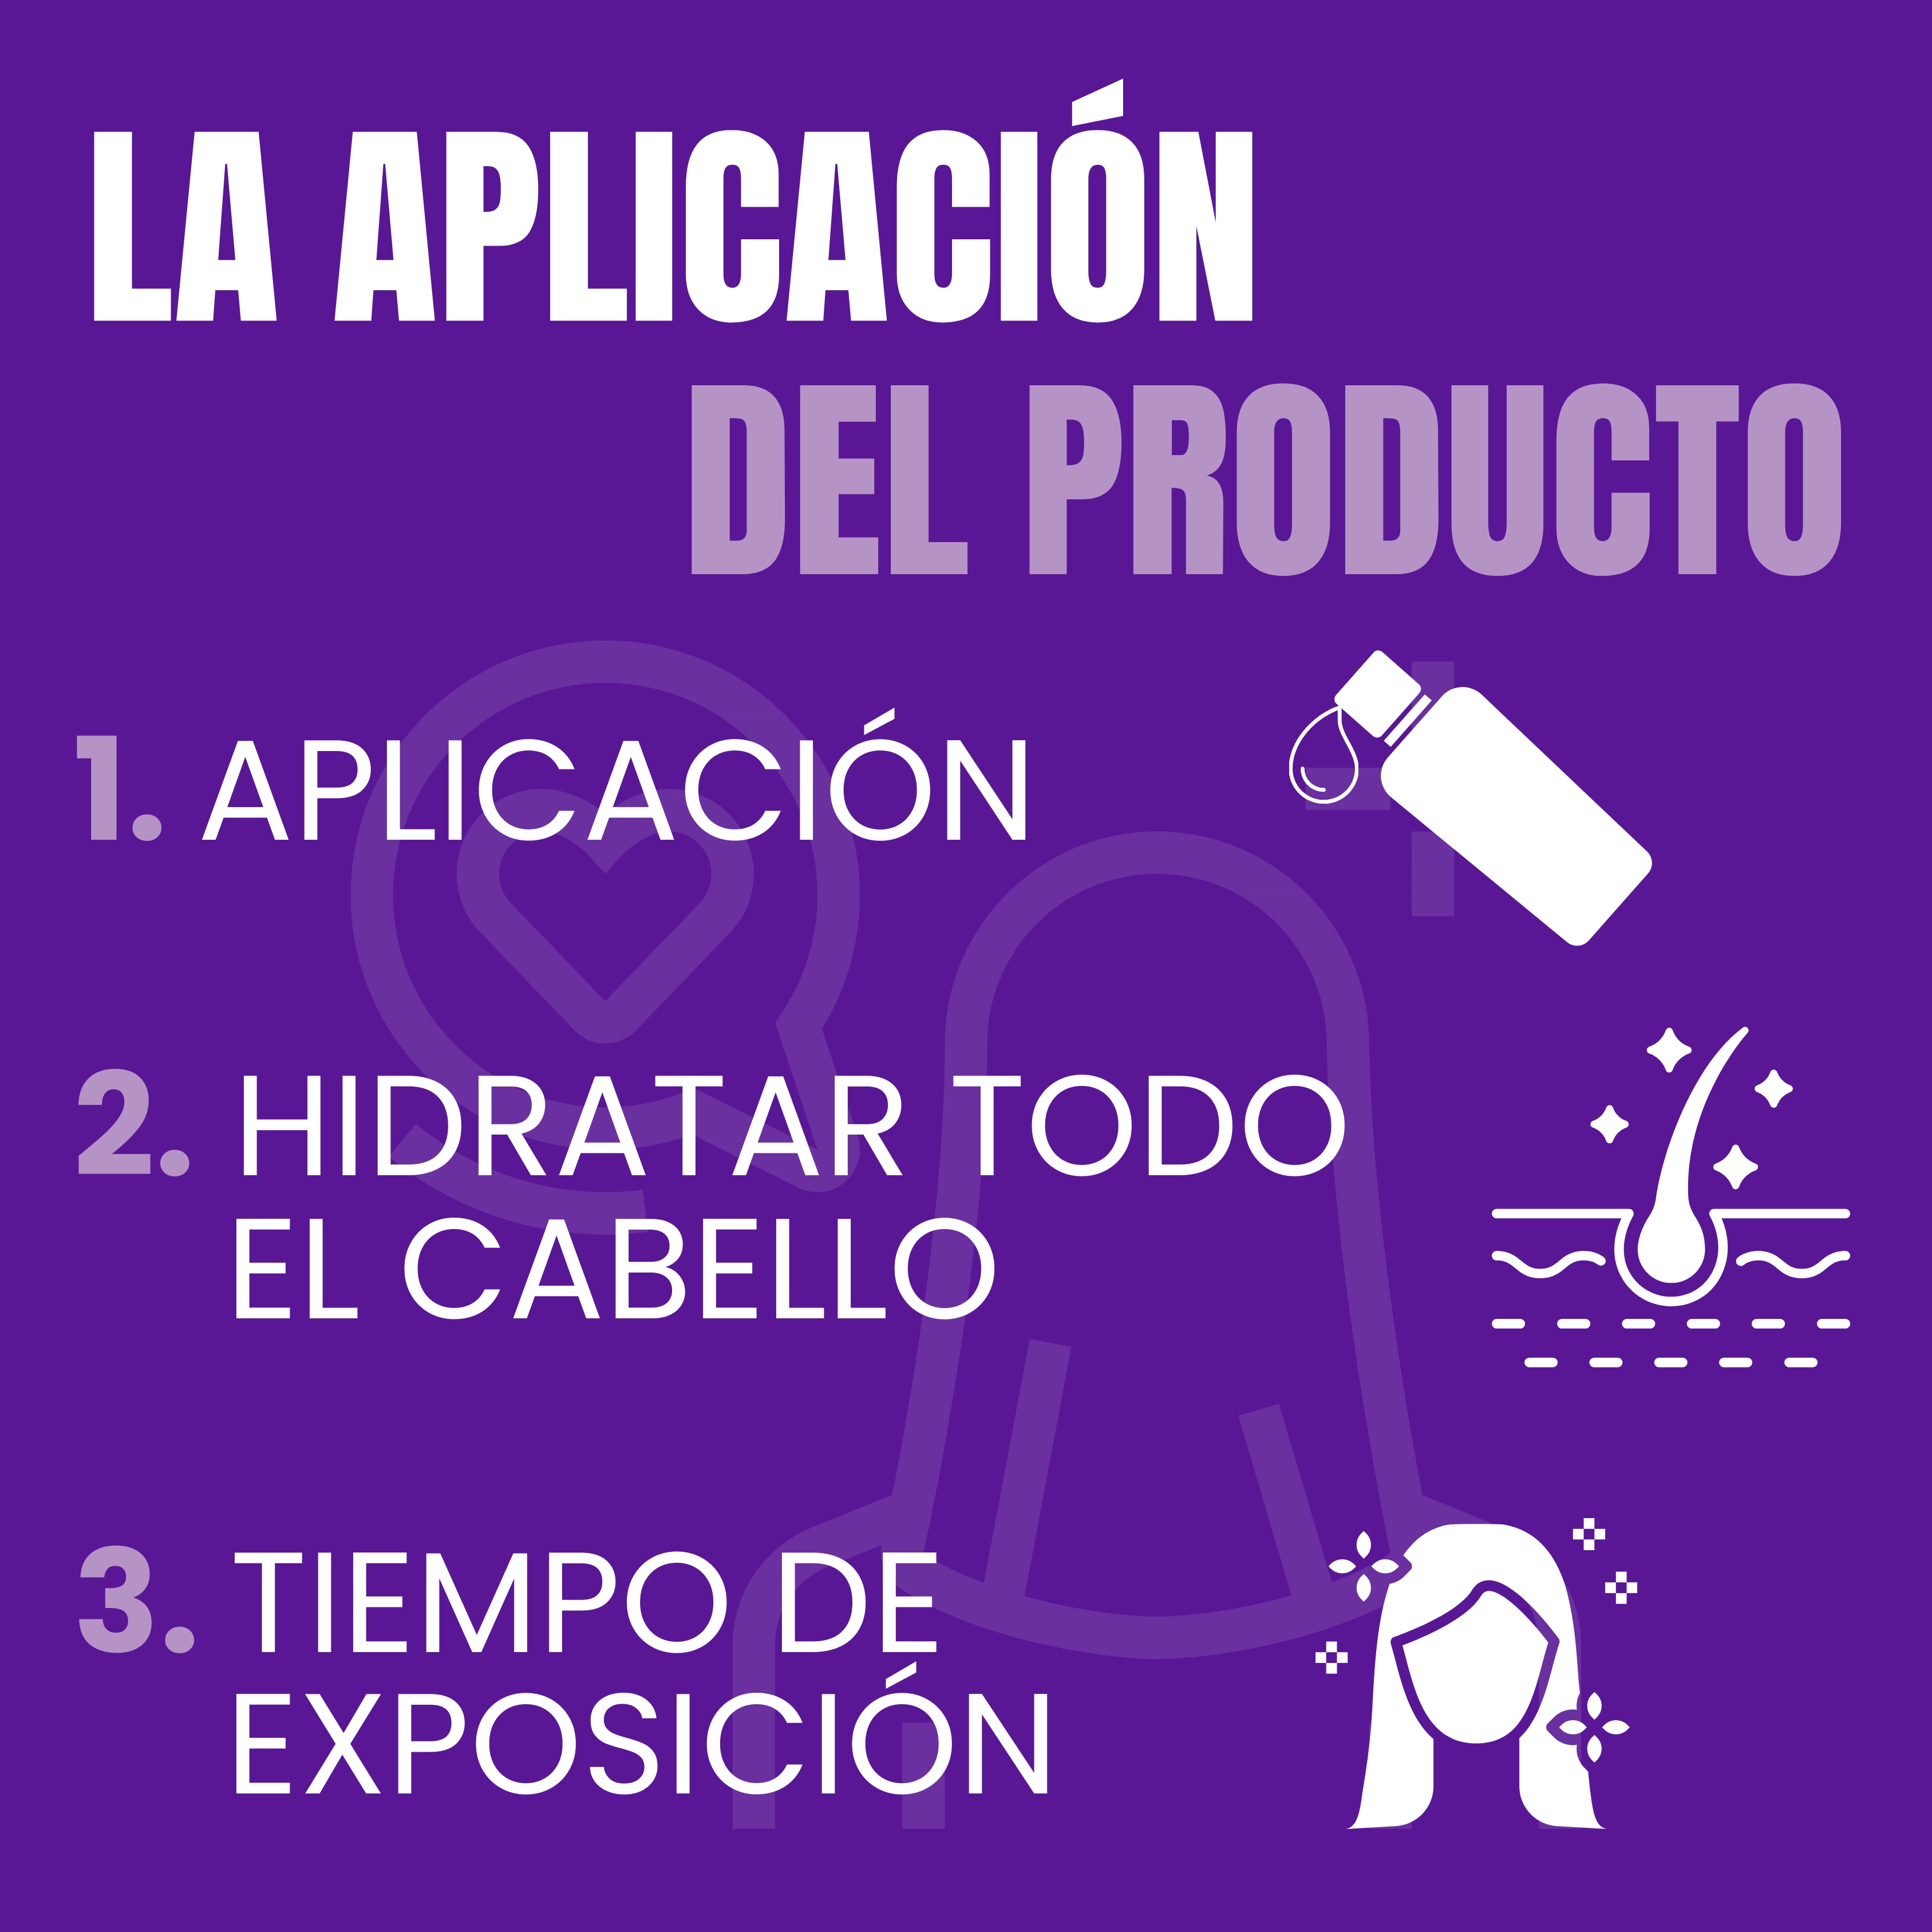 LA APLICACIÓN
DEL PRODUCTO
1. APLICACIÓN
2. HIDRATAR TODO
EL CABELLO
3. TIEMPO DE
EXPOSICIÓN